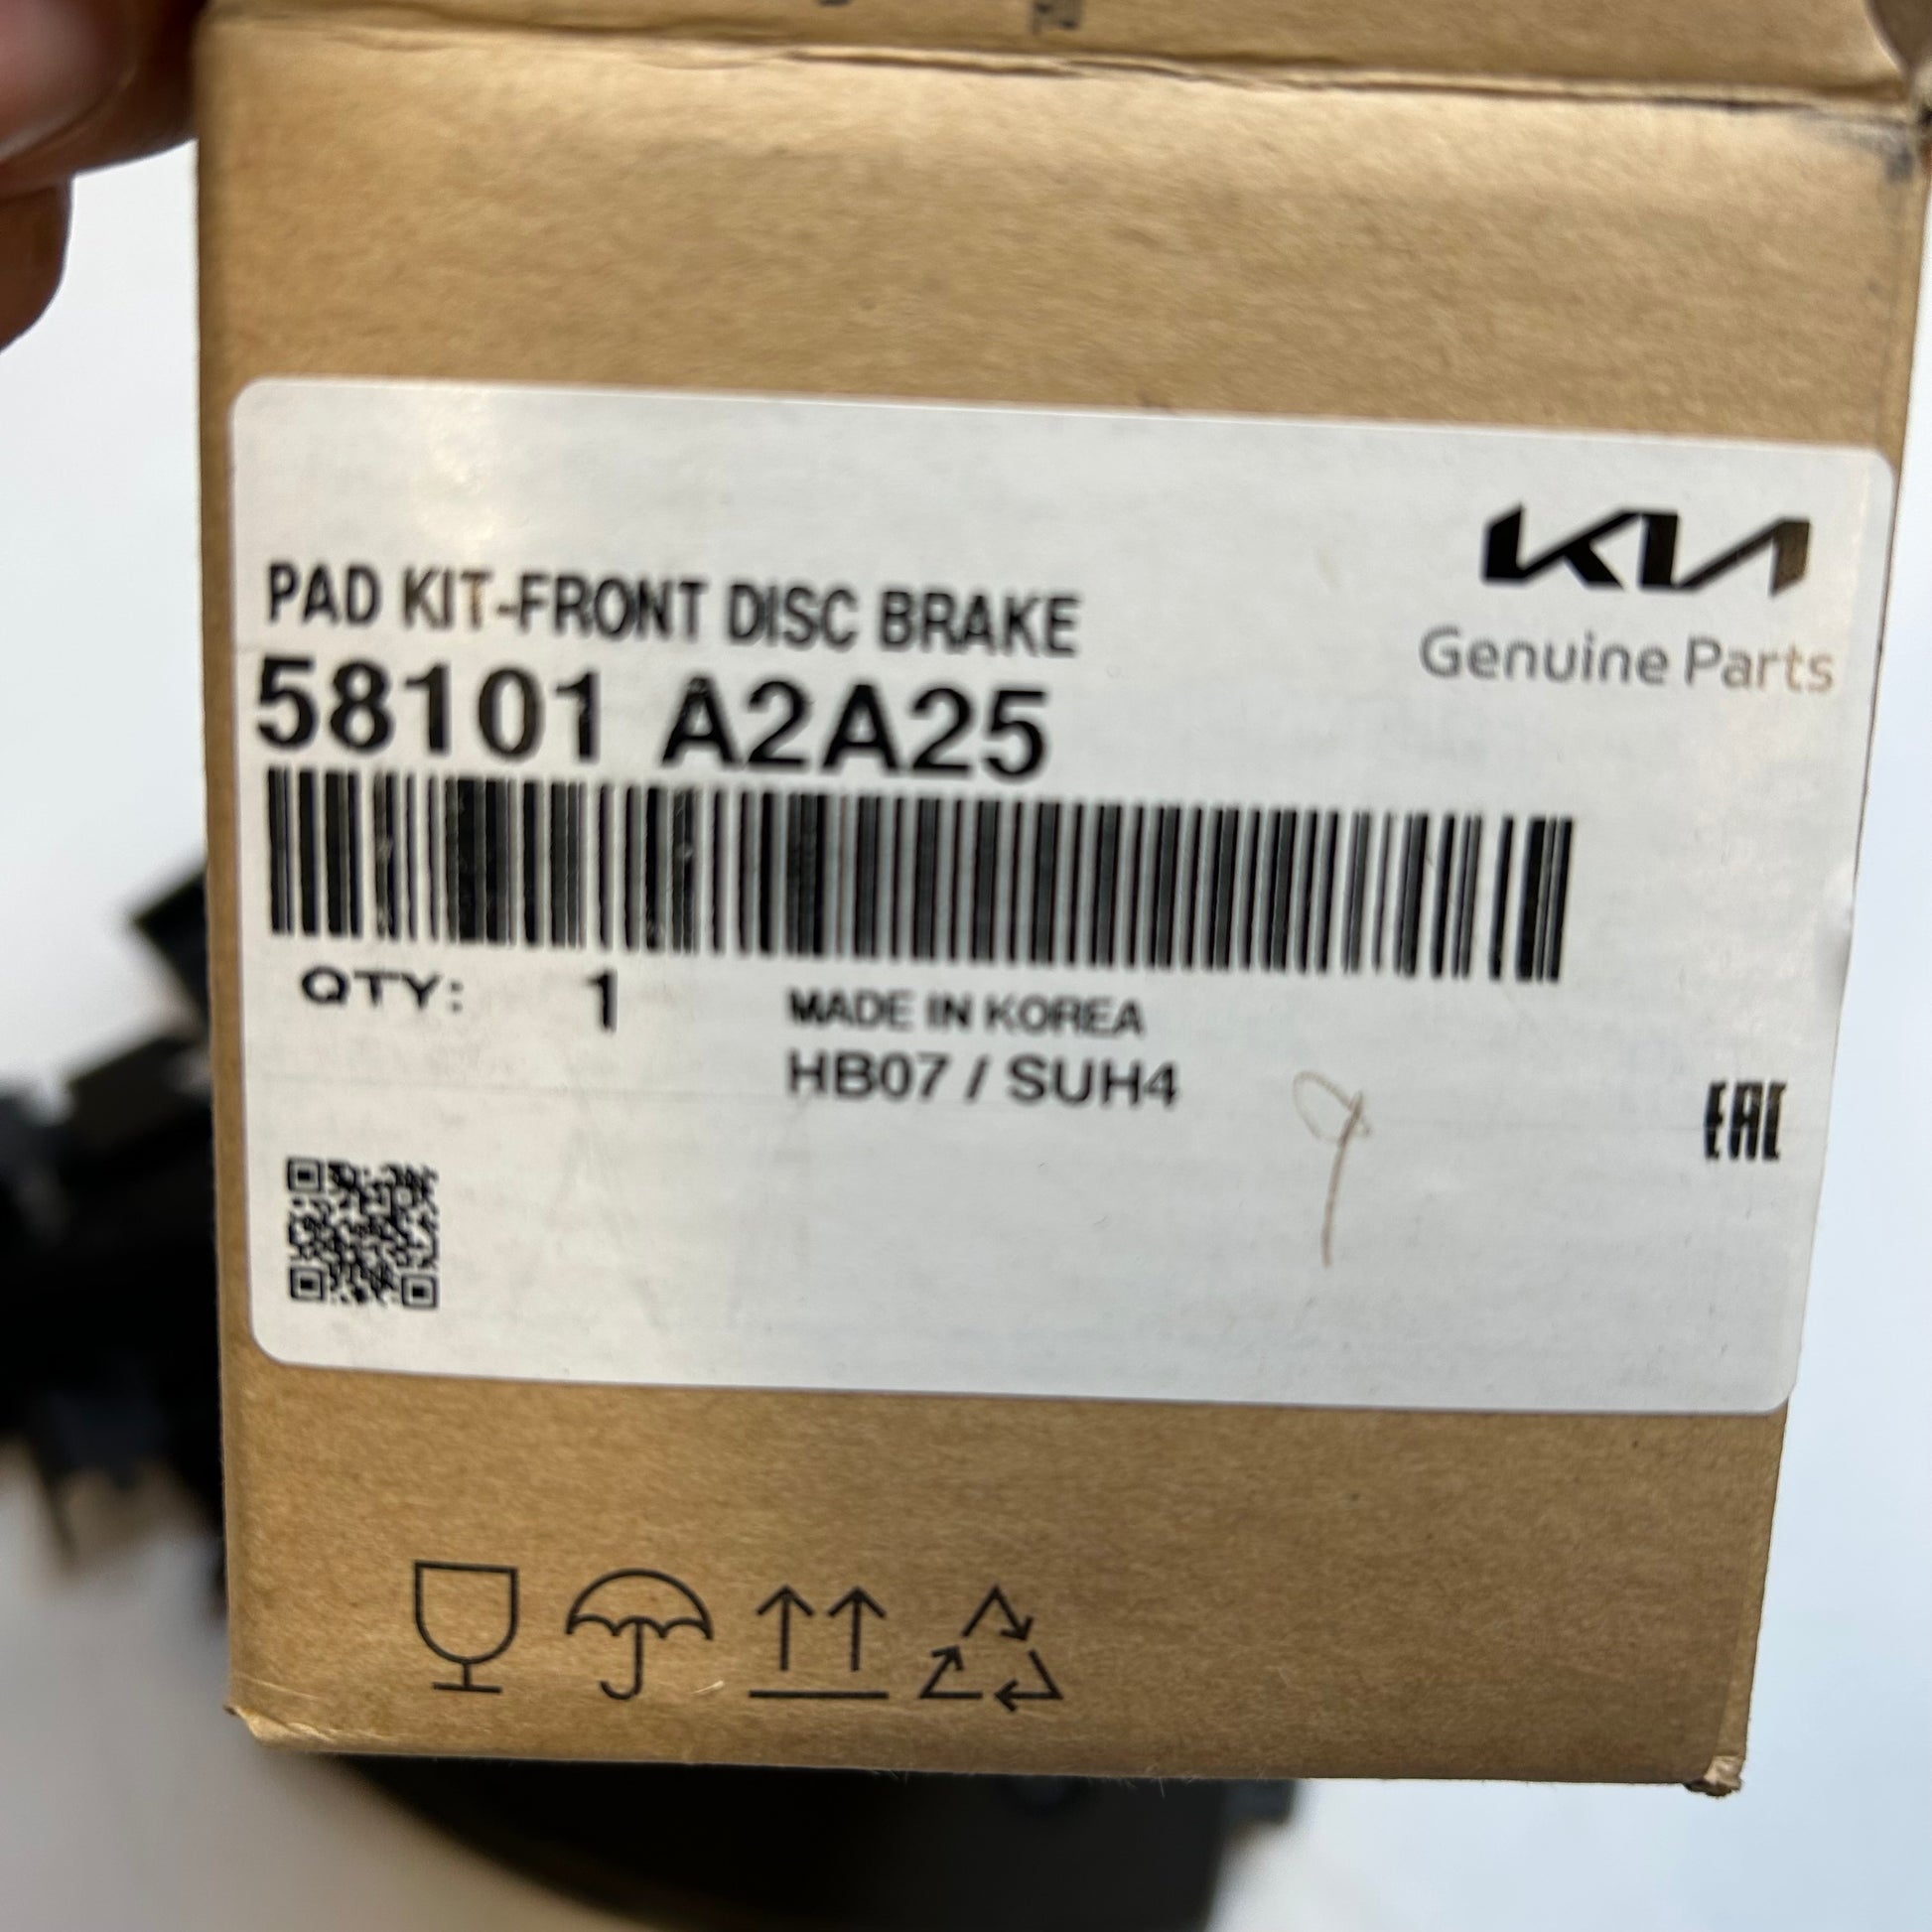 KIA
Genuine Parts
PAD KIT-FRONT DISC BRAKE
58101 A2A25
QTY: 1
MADE IN KOREA
HB07 / SUH4
EAC